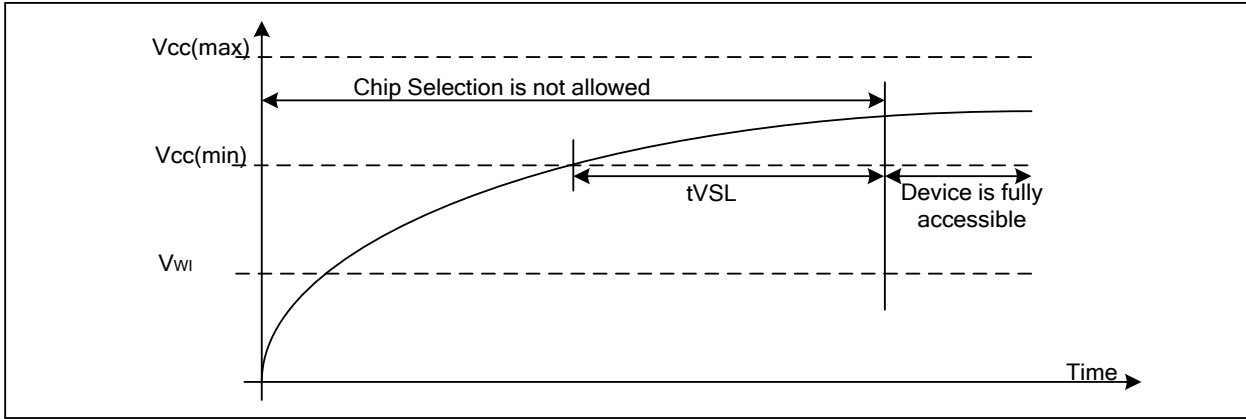 Vcc(max)
Chip Selection is not allowed
Vcc(min)
tVSL
Device is fully
accessible
VWI
Time